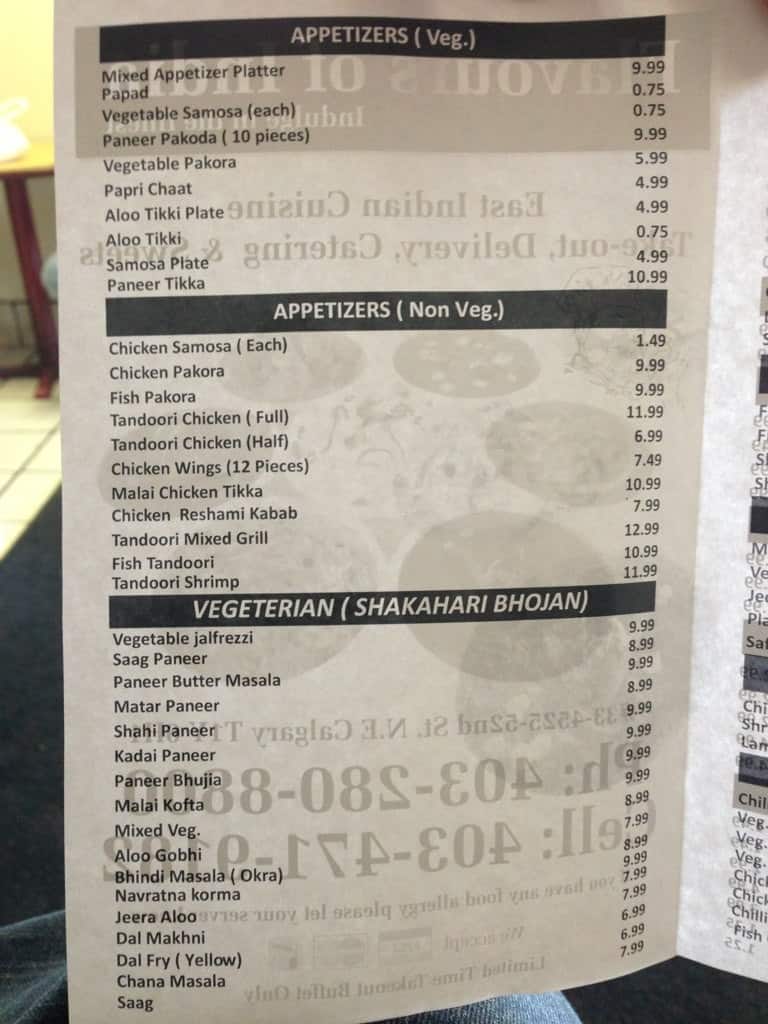 APPETIZERS ( Veg.)
Mixed Appetizer Platter 9.99
Papad 0.75
Vegetable Samosa (each) 0.75
Paneer Pakoda ( 10 pieces) 9.99
Vegetable Pakora 5.99
Papri Chaat 4.99
Aloo Tikki Plate 4.99
Aloo Tikki 0.75
Samosa Plate 4.99
Paneer Tikka 10.99
APPETIZERS ( Non Veg.)
Chicken Samosa ( Each) 1.49
Chicken Pakora 9.99
Fish Pakora 9.99
Tandoori Chicken ( Full) 11.99
Tandoori Chicken (Half) 6.99
Chicken Wings (12 Pieces) 7.49
Malai Chicken Tikka 10.99
Chicken Reshami Kabab 7.99
Tandoori Mixed Grill 12.99
Fish Tandoori 10.99
Tandoori Shrimp 11.99
VEGETERIAN ( SHAKAHARI BHOJAN)
Vegetable jalfrezzi 9.99
Saag Paneer 8.99
Paneer Butter Masala 9.99
Matar Paneer 8.99
Shahi Paneer 9.99
Kadai Paneer 9.99
Paneer Bhujia 9.99
Malai Kofta 9.99
Mixed Veg. 8.99
Aloo Gobhi 7.99
Bhindi Masala ( Okra) 8.99
Navratna korma 9.99
Jeera Aloo 7.99
Dal Makhni 7.99
Dal Fry ( Yellow) 6.99
Chana Masala 6.99
Saag 7.99